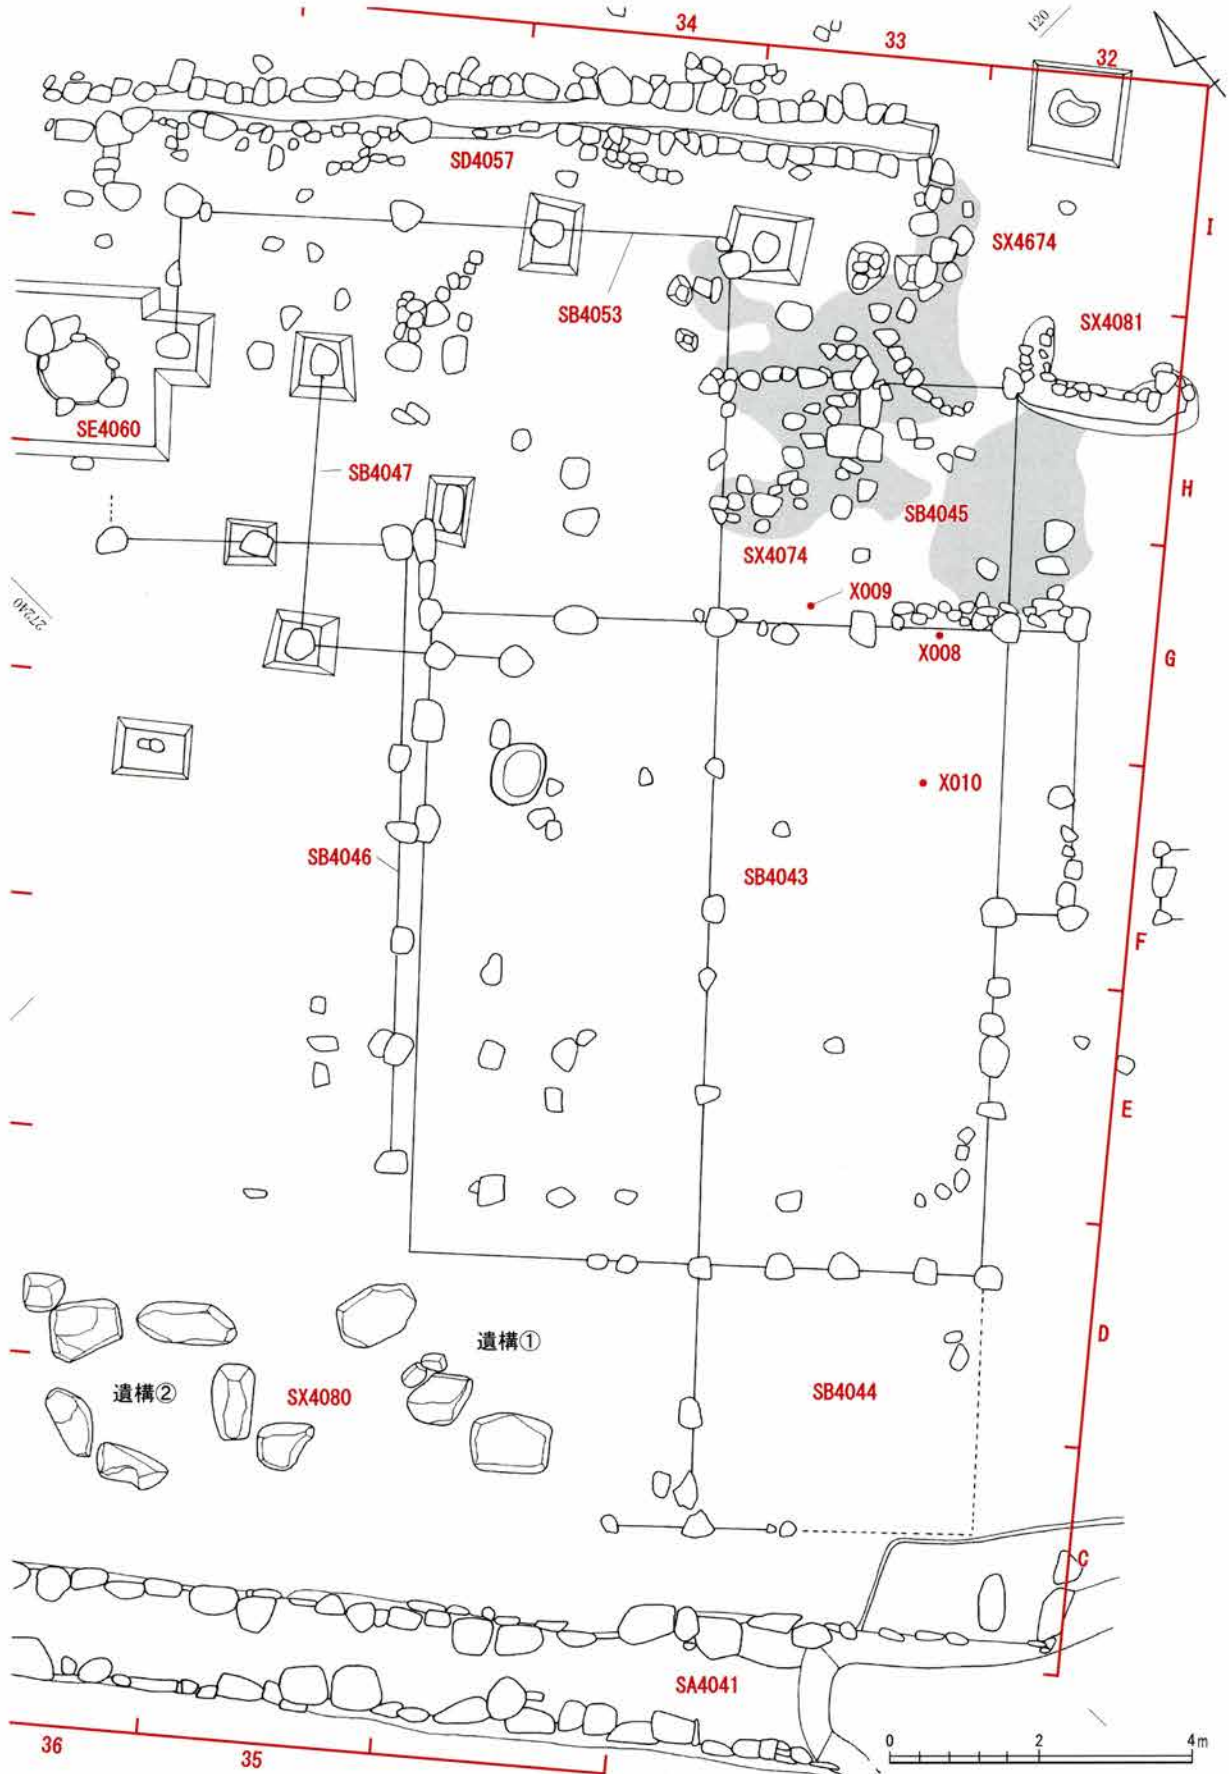 34
33
120
32
SD4057
I
SX4674
SB4053
SX4081
SE4060
SB4047
H
SB4045
SX4074
X009
27240
X008
G
X010
SB4046
SB4043
F
E
遺構①
D
遺構②
SX4080
SB4044
C
SA4041
36
35
0 2 4m